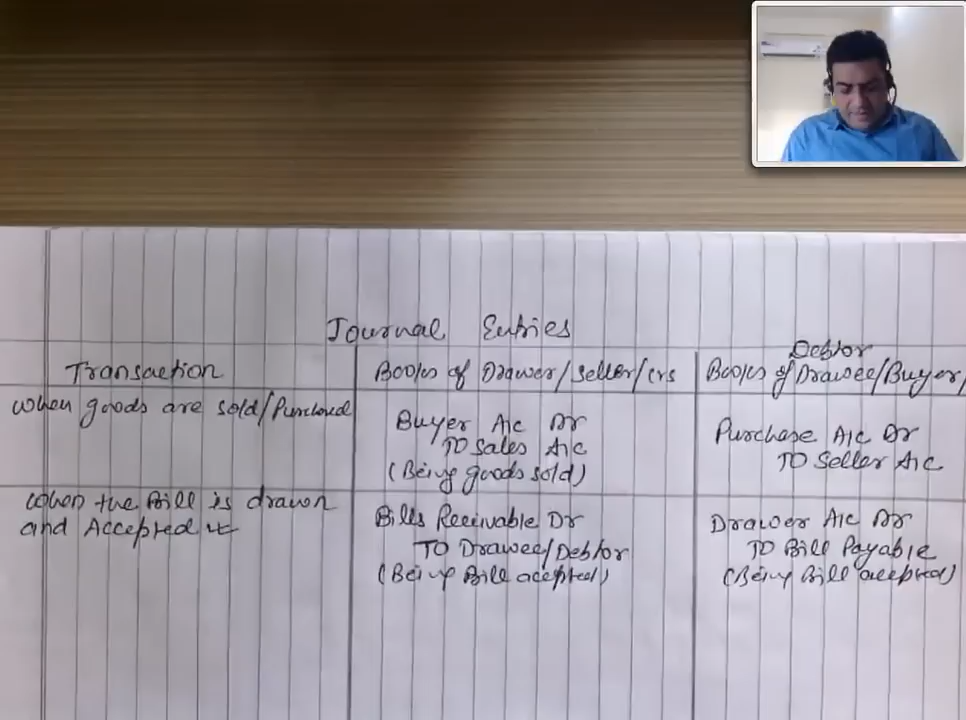 Journal Entries
Transaction
Books of Drawer/Seller/crs
Debtor
Books of Drawee/Buyer/
when goods are sold/Purchased
Buyer A/c Dr
TO Sales A/c
(Being goods sold)
Purchase A/c Dr
TO Seller A/c
when the Bill is drawn
and Accepted it
Bills Receivable Dr
TO Drawee/Debtor
(Being Bill accepted)
Drawer A/c Dr
TO Bill Payable
(Being Bill accepted)